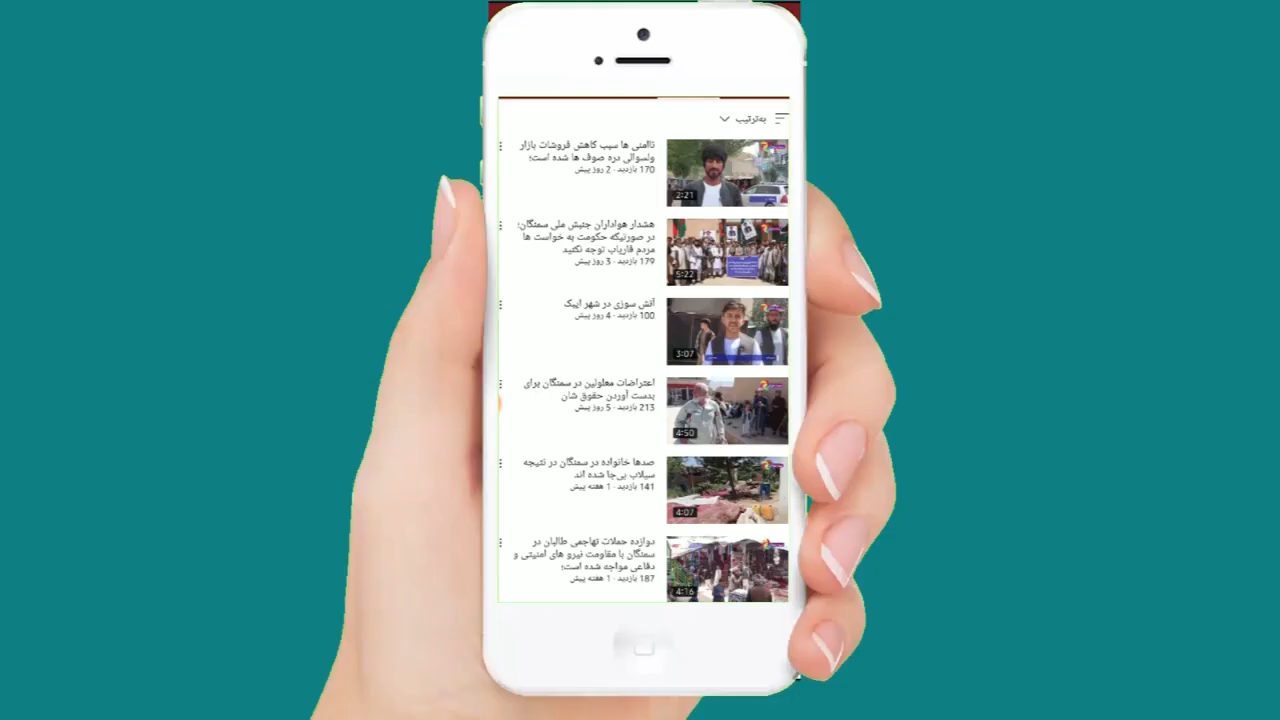 به‌ترتیب
ناامنی ها سبب کاهش فروشات بازار
ولسوالی دره صوف ها شده است؛
170 بازدید · 2 روز پیش
2:21
هشدار هواداران جنبش ملی سمنگان؛
در صورتیکه حکومت به خواست ها
مردم فاریاب توجه نکنید
179 بازدید · 3 روز پیش
5:22
آتش سوزی در شهر ایبک
100 بازدید · 4 روز پیش
3:07
اعتراضات معلولین در سمنگان برای
بدست آوردن حقوق شان
213 بازدید · 5 روز پیش
4:50
صدها خانواده در سمنگان در نتیجه
سیلاب بی‌جا شده اند
141 بازدید · 1 هفته پیش
4:07
دوازده حملات تهاجمی طالبان در
سمنگان با مقاومت نیرو های امنیتی و
دفاعی مواجه شده است؛
187 بازدید · 1 هفته پیش
4:16